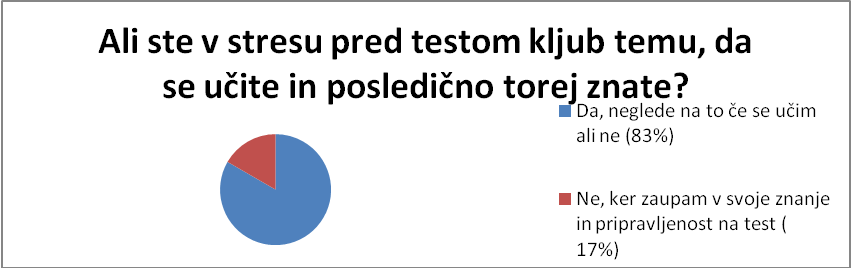 Ali ste v stresu pred testom kljub temu, da
se učite in posledično torej znate?
Da, neglede na to če se učim
ali ne (83%)
Ne, ker zaupam v svoje znanje
in pripravljenost na test (
17%)